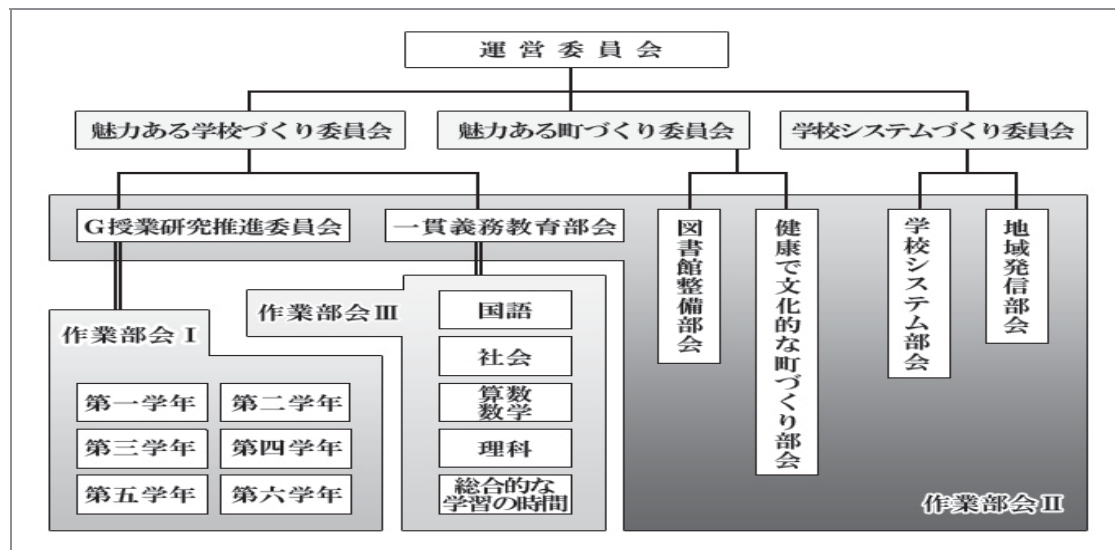 運営委員会
魅力ある学校づくり委員会
魅力ある町づくり委員会
学校システムづくり委員会
G授業研究推進委員会
一貫義務教育部会
図書館整備部会
健康で文化的な町づくり部会
学校システム部会
地域発信部会
作業部会Ⅰ
第一学年
第二学年
第三学年
第四学年
第五学年
第六学年
作業部会Ⅲ
国語
社会
算数
数学
理科
総合的な
学習の時間
作業部会Ⅱ